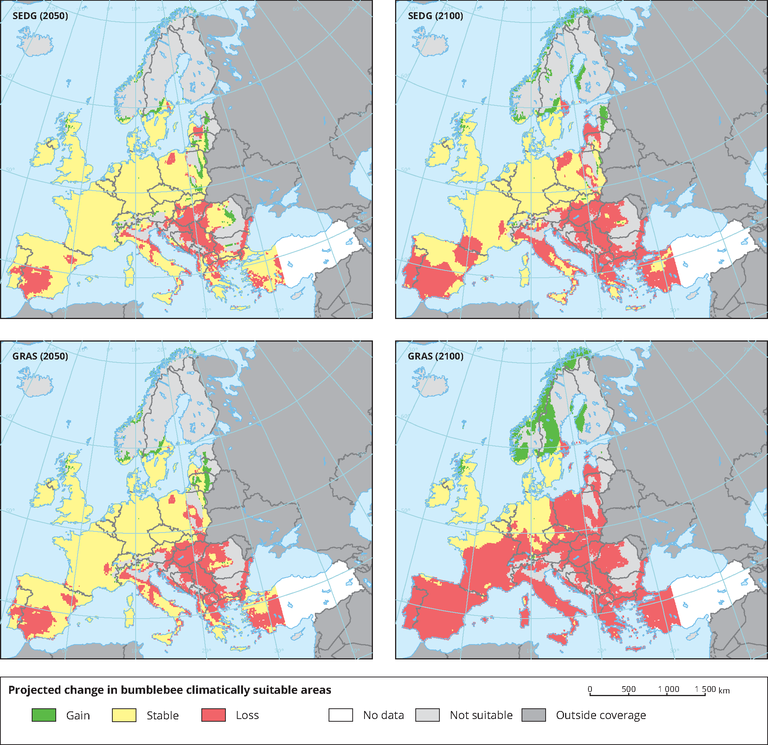 SEDG (2050)
SEDG (2100)
GRAS (2050)
GRAS (2100)
Projected change in bumblebee climatically suitable areas
0 500 1 000 1 500 km
Gain Stable Loss No data Not suitable Outside coverage